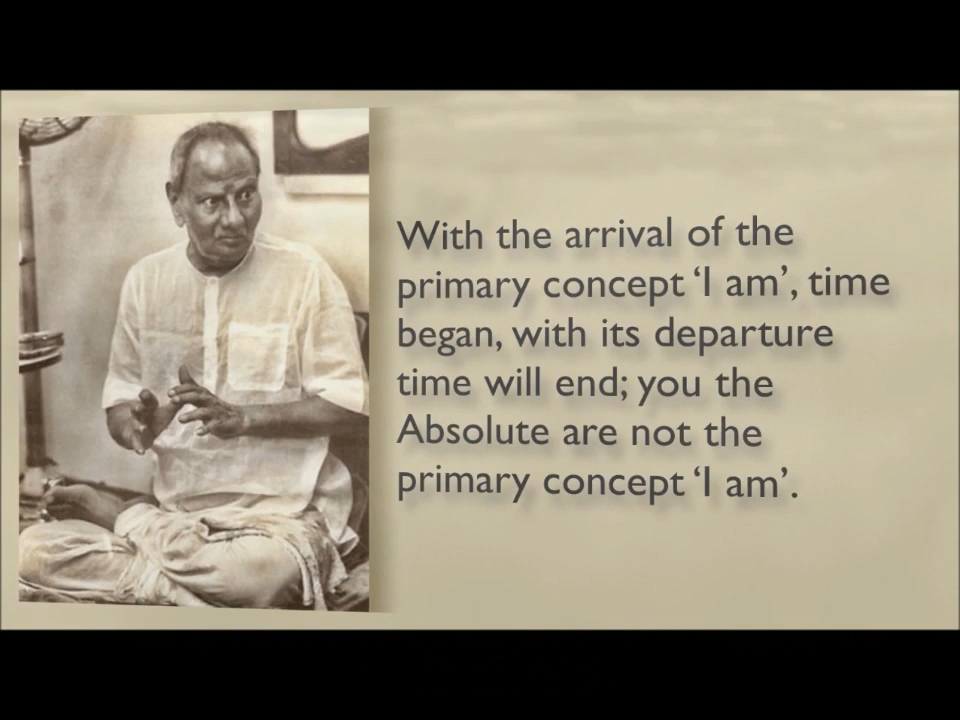 With the arrival of the
primary concept ‘I am’, time
began, with its departure
time will end; you the
Absolute are not the
primary concept ‘I am’.